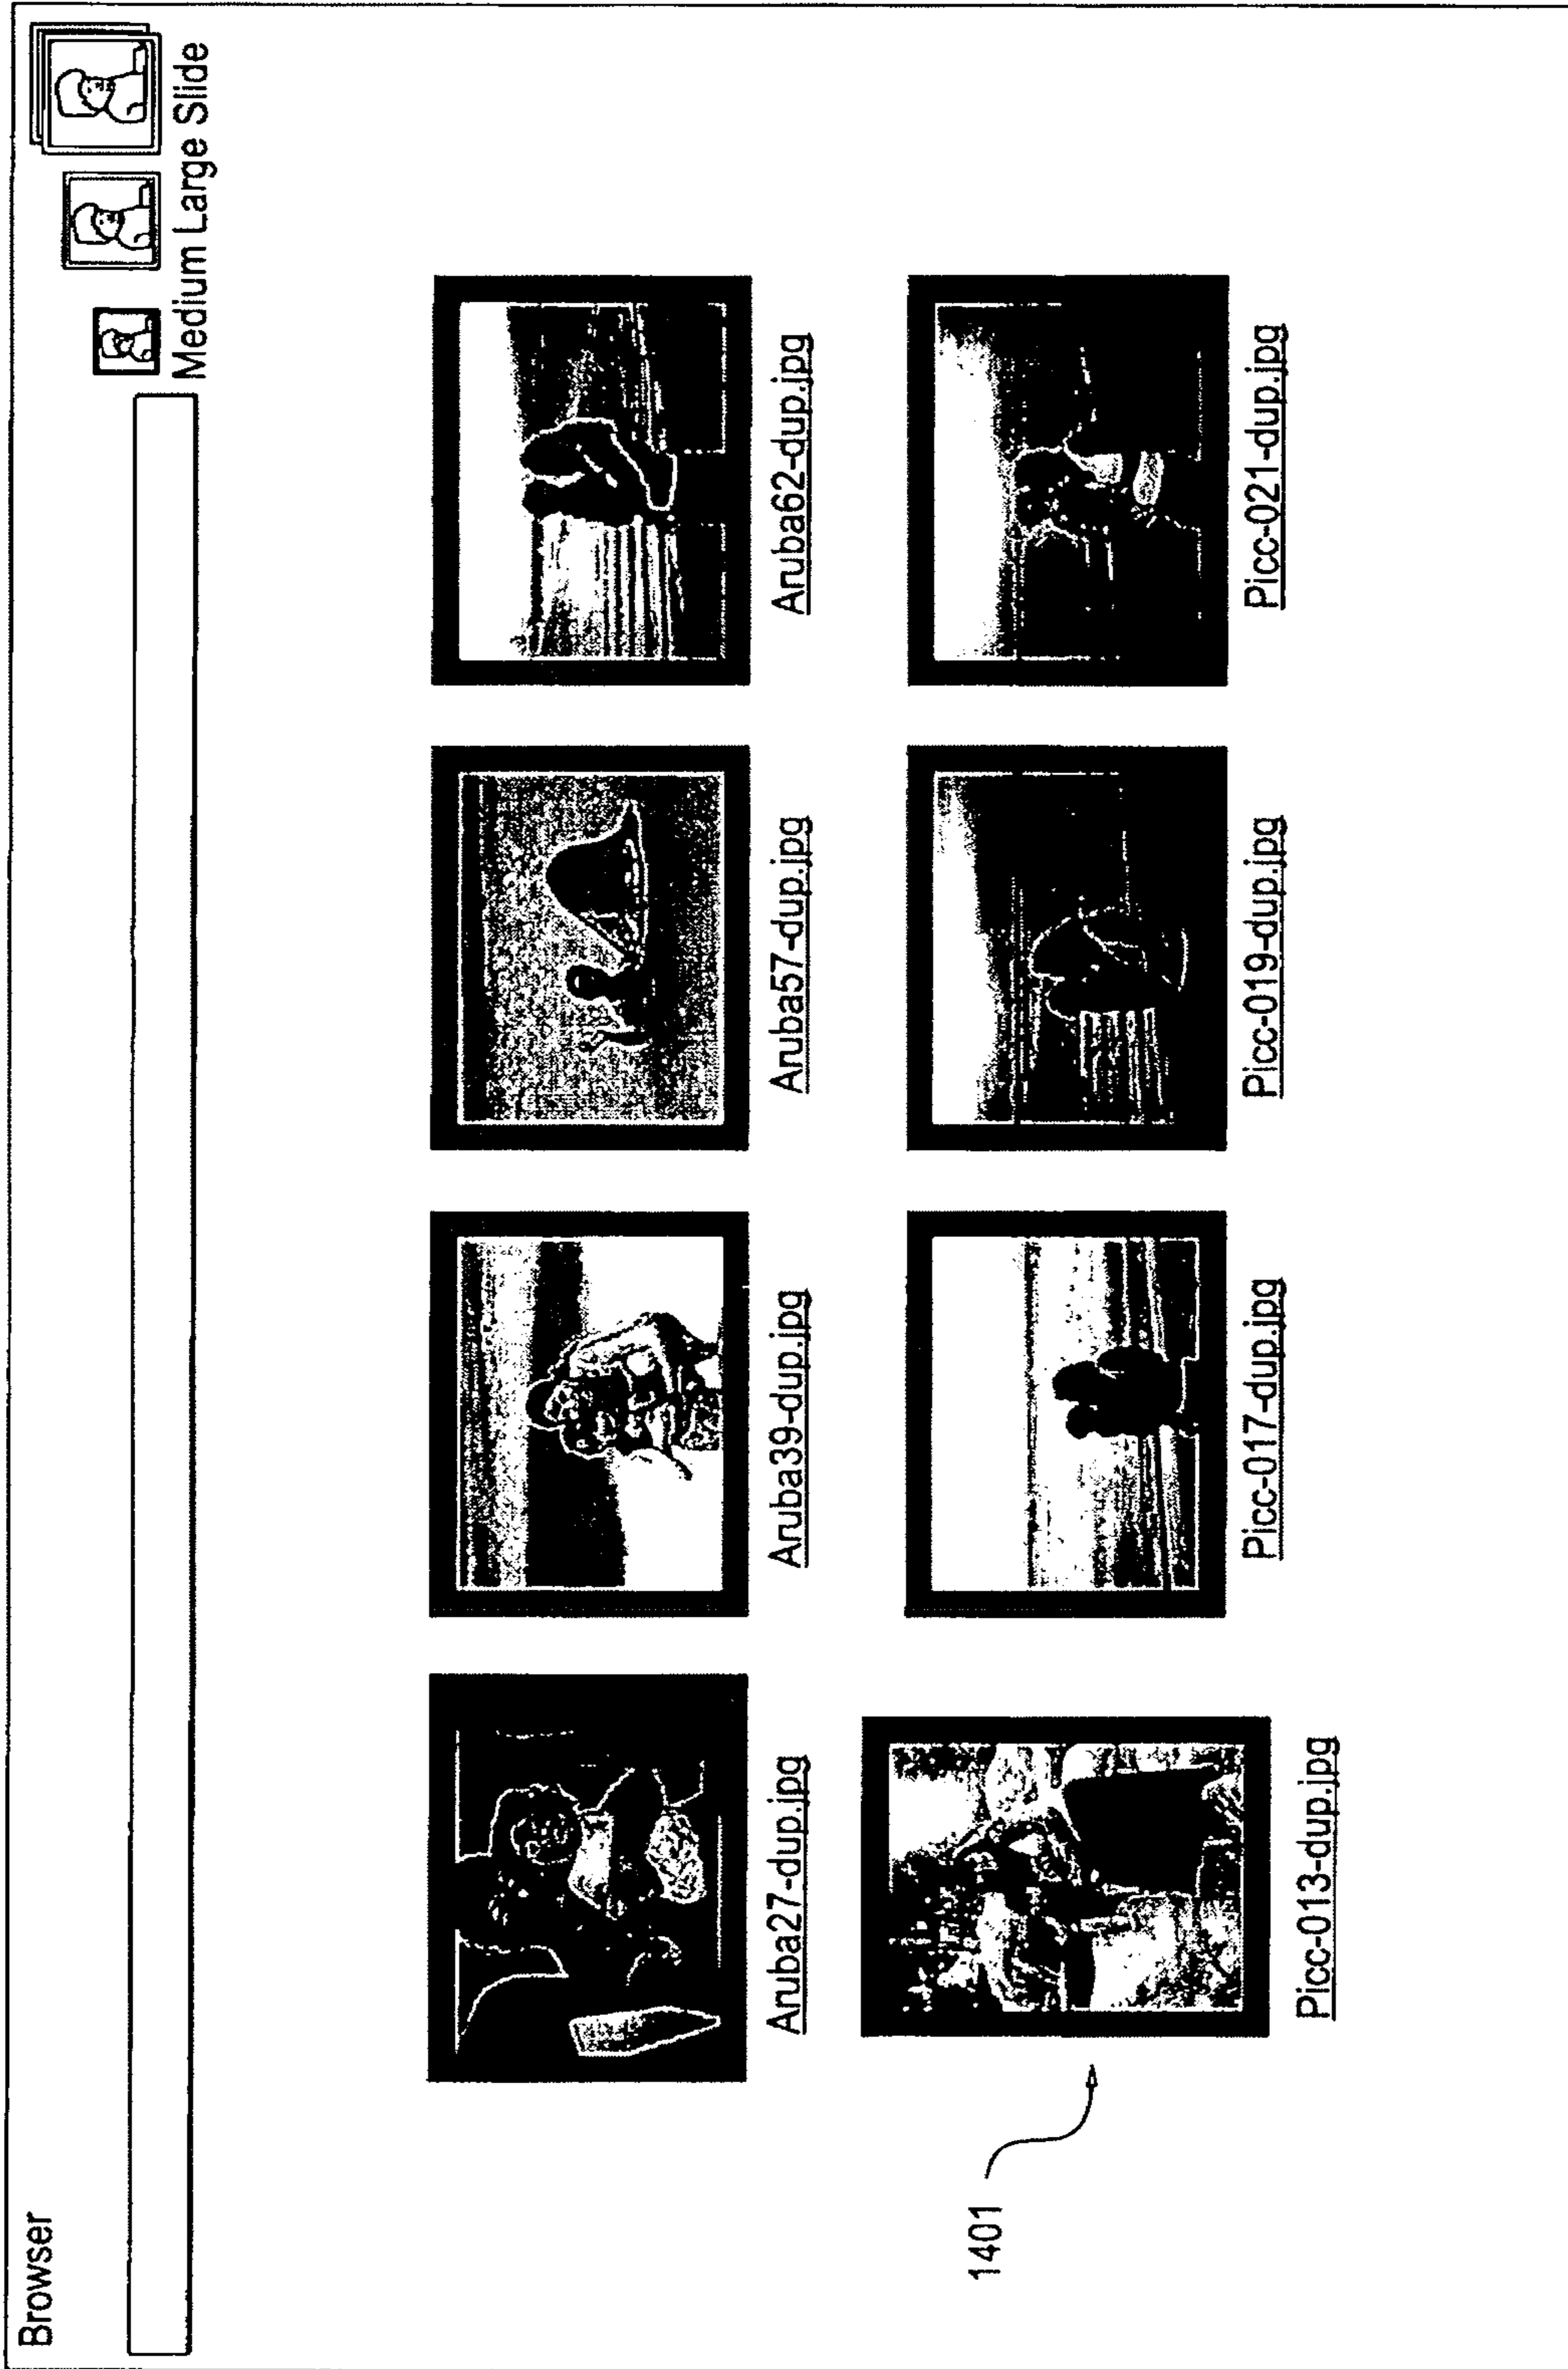 Browser
Medium Large Slide
Aruba27-dup.jpg Aruba39-dup.jpg Aruba57-dup.jpg Aruba62-dup.jpg
1401
Picc-013-dup.jpg Picc-017-dup.jpg Picc-019-dup.jpg Picc-021-dup.jpg